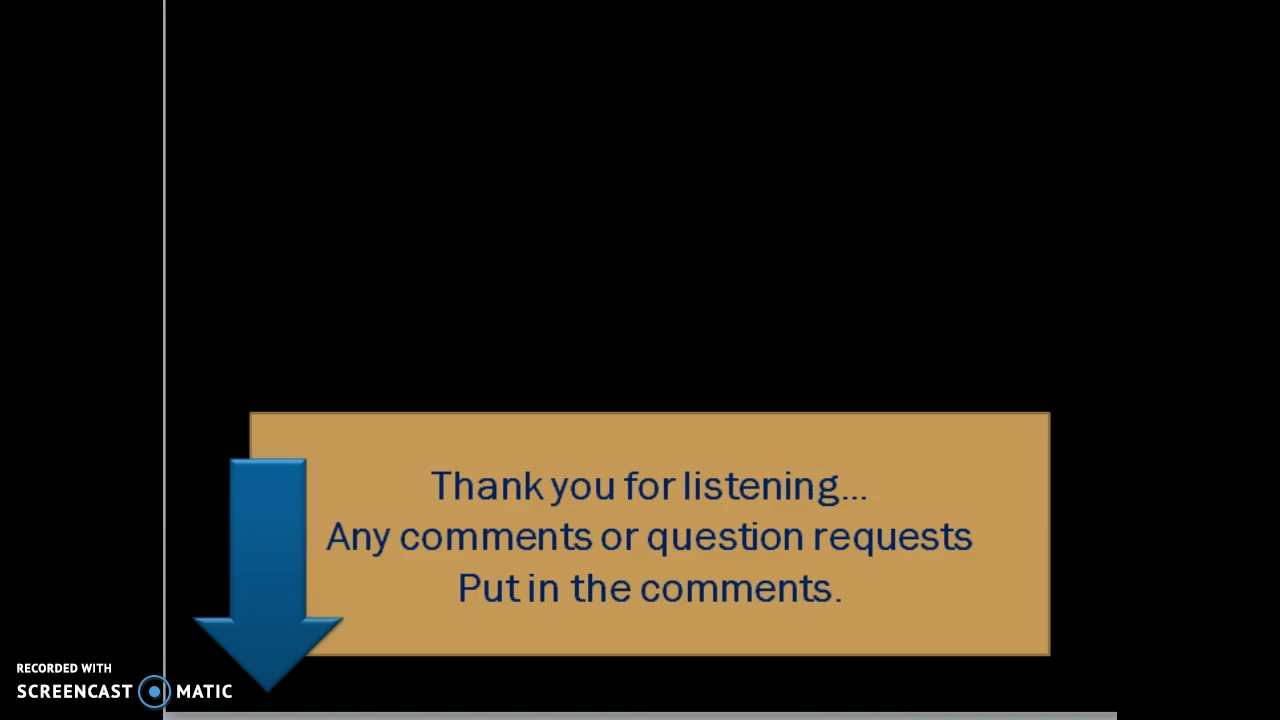 Thank you for listening...
Any comments or question requests
Put in the comments.
RECORDED WITH
SCREENCAST MATIC